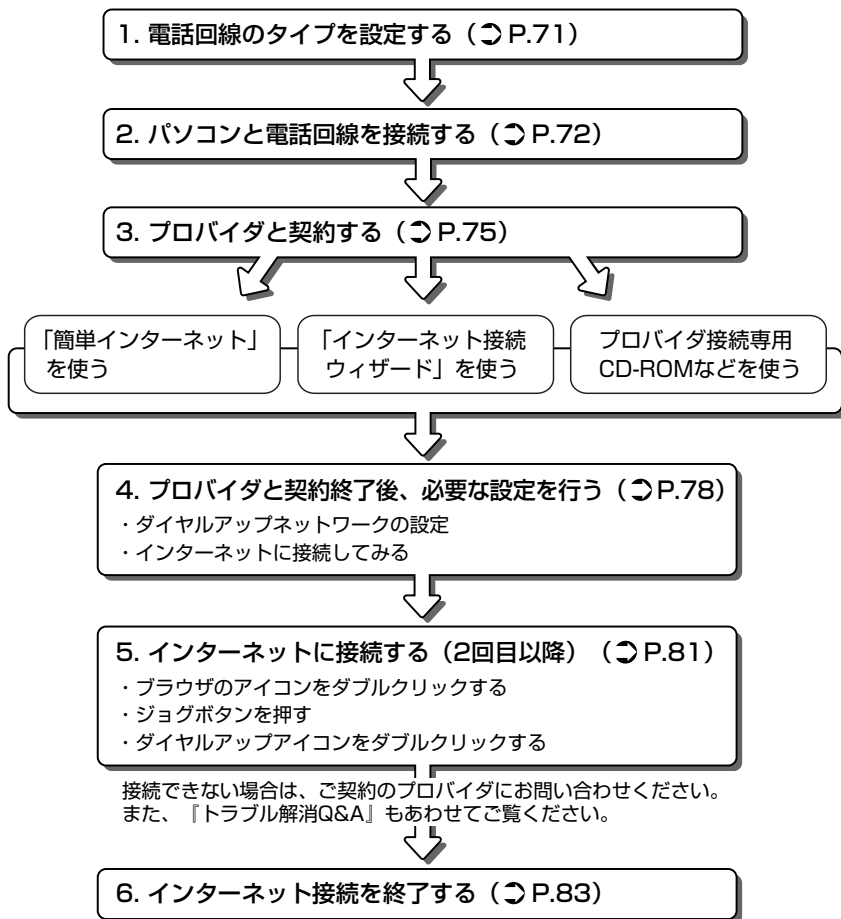 1. 電話回線のタイプを設定する（➲ P.71）
2. パソコンと電話回線を接続する（➲ P.72）
3. プロバイダと契約する（➲ P.75）
「簡単インターネット」
を使う
「インターネット接続
ウィザード」を使う
プロバイダ接続専用
CD-ROMなどを使う
4. プロバイダと契約終了後、必要な設定を行う（➲ P.78）
・ダイヤルアップネットワークの設定
・インターネットに接続してみる
5. インターネットに接続する（2回目以降）（➲ P.81）
・ブラウザのアイコンをダブルクリックする
・ジョグボタンを押す
・ダイヤルアップアイコンをダブルクリックする
接続できない場合は、ご契約のプロバイダにお問い合わせください。
また、『トラブル解消Q&A』もあわせてご覧ください。
6. インターネット接続を終了する（➲ P.83）